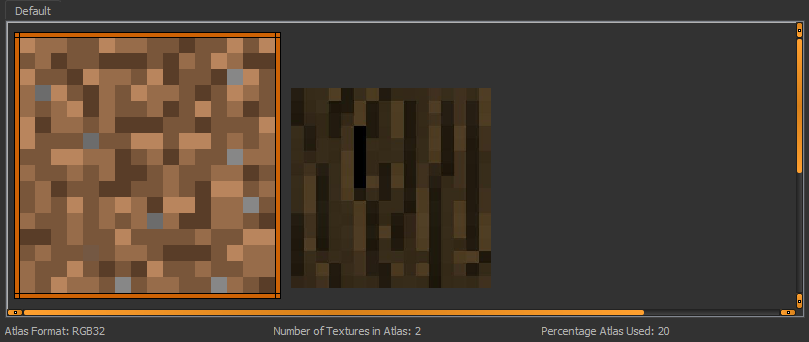 Default
Atlas Format: RGB32
Number of Textures in Atlas: 2
Percentage Atlas Used: 20